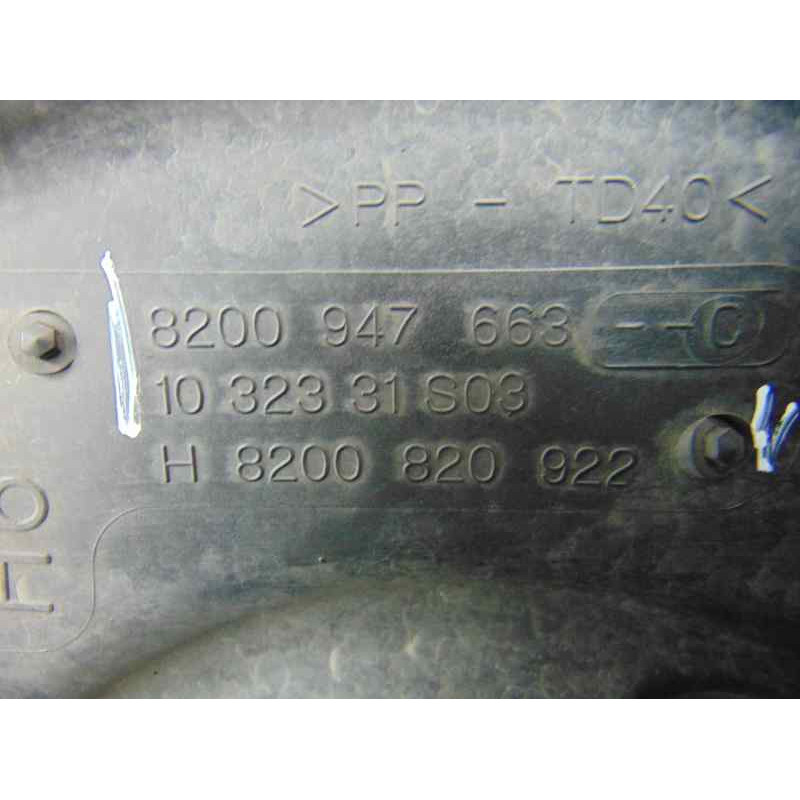 >PP - TD40<
8200 947 663 --C
10 323 31 S03
H 8200 820 922